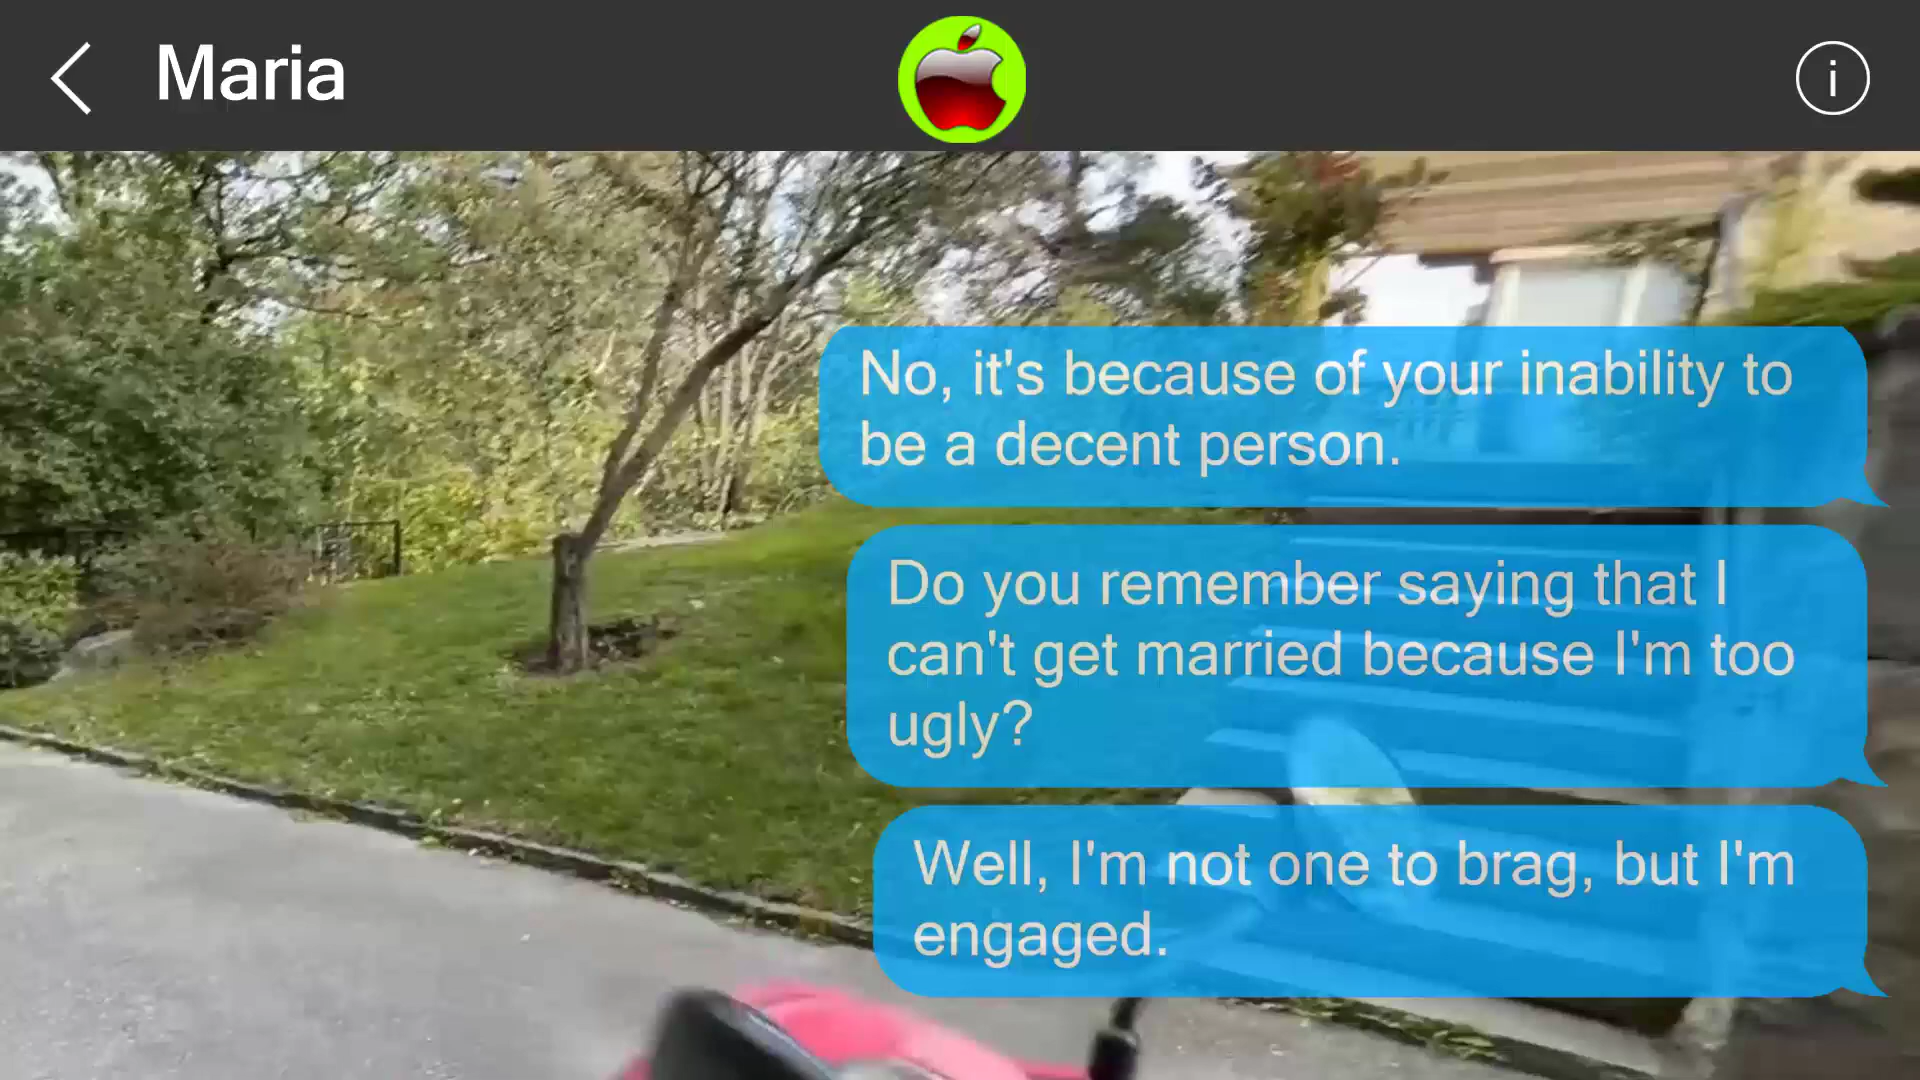 Maria
No, it's because of your inability to
be a decent person.
Do you remember saying that I
can't get married because I'm too
ugly?
Well, I'm not one to brag, but I'm
engaged.